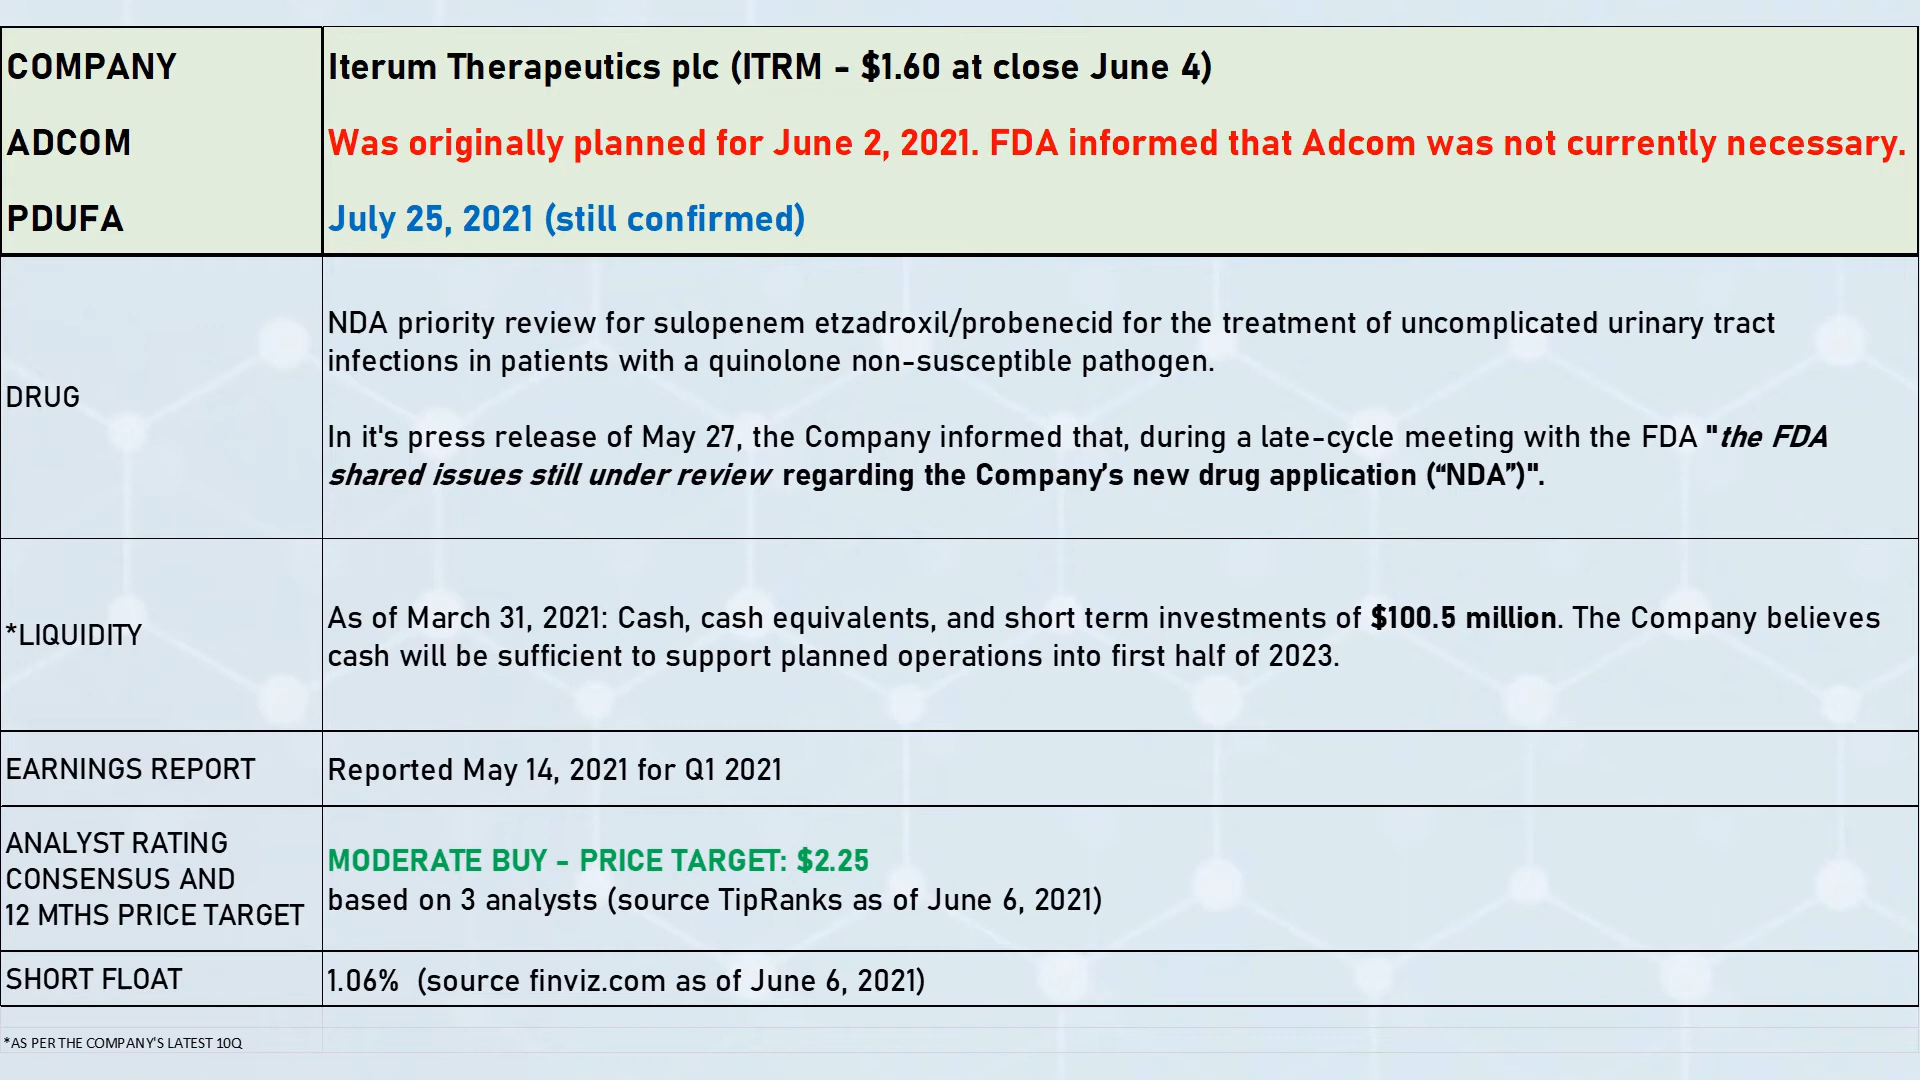 COMPANY
Iterum Therapeutics plc (ITRM - $1.60 at close June 4)
ADCOM
Was originally planned for June 2, 2021. FDA informed that Adcom was not currently necessary.
PDUFA
July 25, 2021 (still confirmed)
DRUG
NDA priority review for sulopenem etzadroxil/probenecid for the treatment of uncomplicated urinary tract
infections in patients with a quinolone non-susceptible pathogen.
In it's press release of May 27, the Company informed that, during a late-cycle meeting with the FDA "the FDA
shared issues still under review regarding the Company’s new drug application (“NDA”)".
*LIQUIDITY
As of March 31, 2021: Cash, cash equivalents, and short term investments of $100.5 million. The Company believes
cash will be sufficient to support planned operations into first half of 2023.
EARNINGS REPORT
Reported May 14, 2021 for Q1 2021
ANALYST RATING
CONSENSUS AND
12 MTHS PRICE TARGET
MODERATE BUY - PRICE TARGET: $2.25
based on 3 analysts (source TipRanks as of June 6, 2021)
SHORT FLOAT
1.06% (source finviz.com as of June 6, 2021)
*AS PER THE COMPANY'S LATEST 10Q